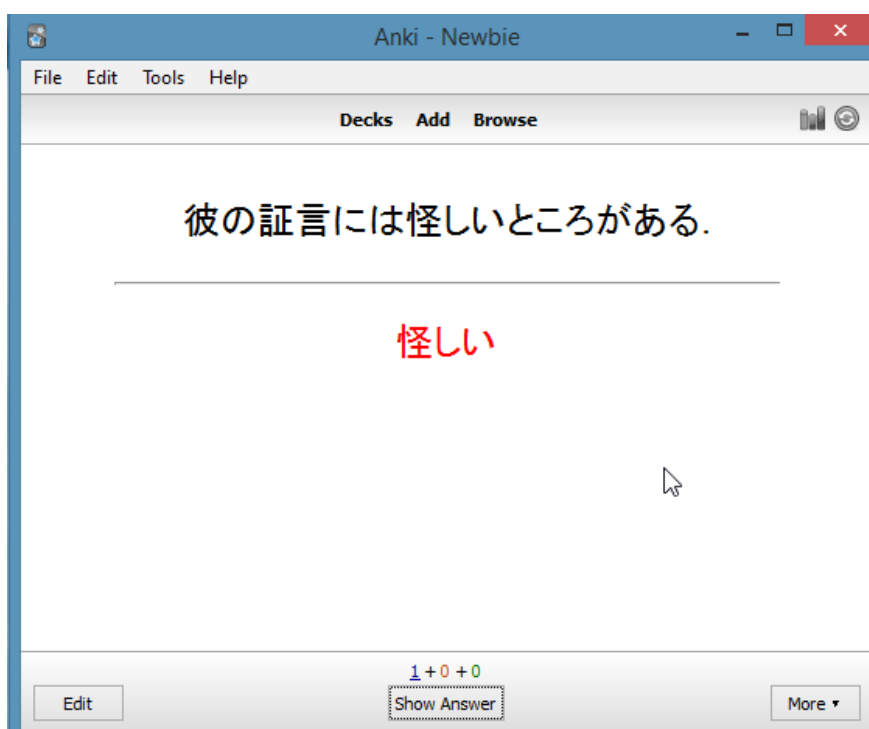 Anki - Newbie
File Edit Tools Help
Decks Add Browse
彼の証言には怪しいところがある.
怪しい
1 + 0 + 0
Edit Show Answer More